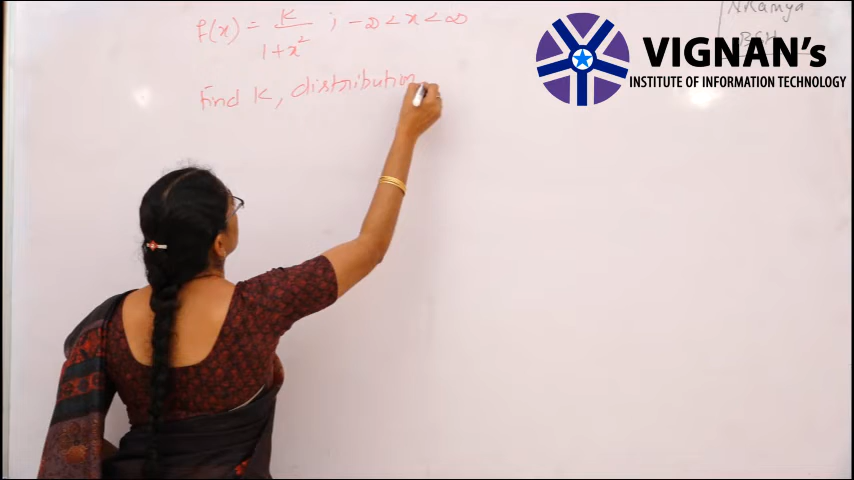 f(x) = K / 1+x² ; -∞ < x < ∞
Find K, distribution
VIGNAN's
INSTITUTE OF INFORMATION TECHNOLOGY